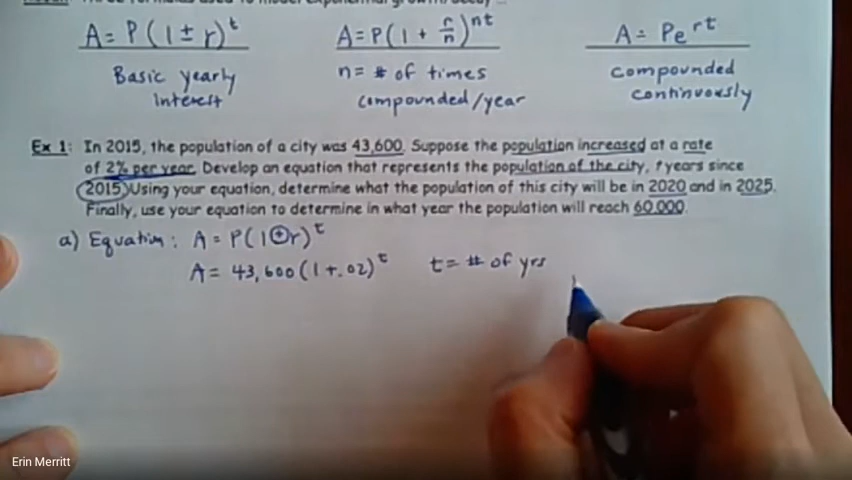 A = P(1 ± r)^t
A = P(1 + r/n)^nt
A = Pe^rt
Basic yearly
Interest
n = # of times
compounded/year
compounded
continuously
Ex 1: In 2015, the population of a city was 43,600. Suppose the population increased at a rate
of 2% per year. Develop an equation that represents the population of the city, t years since
2015. Using your equation, determine what the population of this city will be in 2020 and in 2025.
Finally, use your equation to determine in what year the population will reach 60,000.
a) Equation: A = P(1 + r)^t
A = 43,600(1 + .02)^t t = # of yrs
Erin Merritt